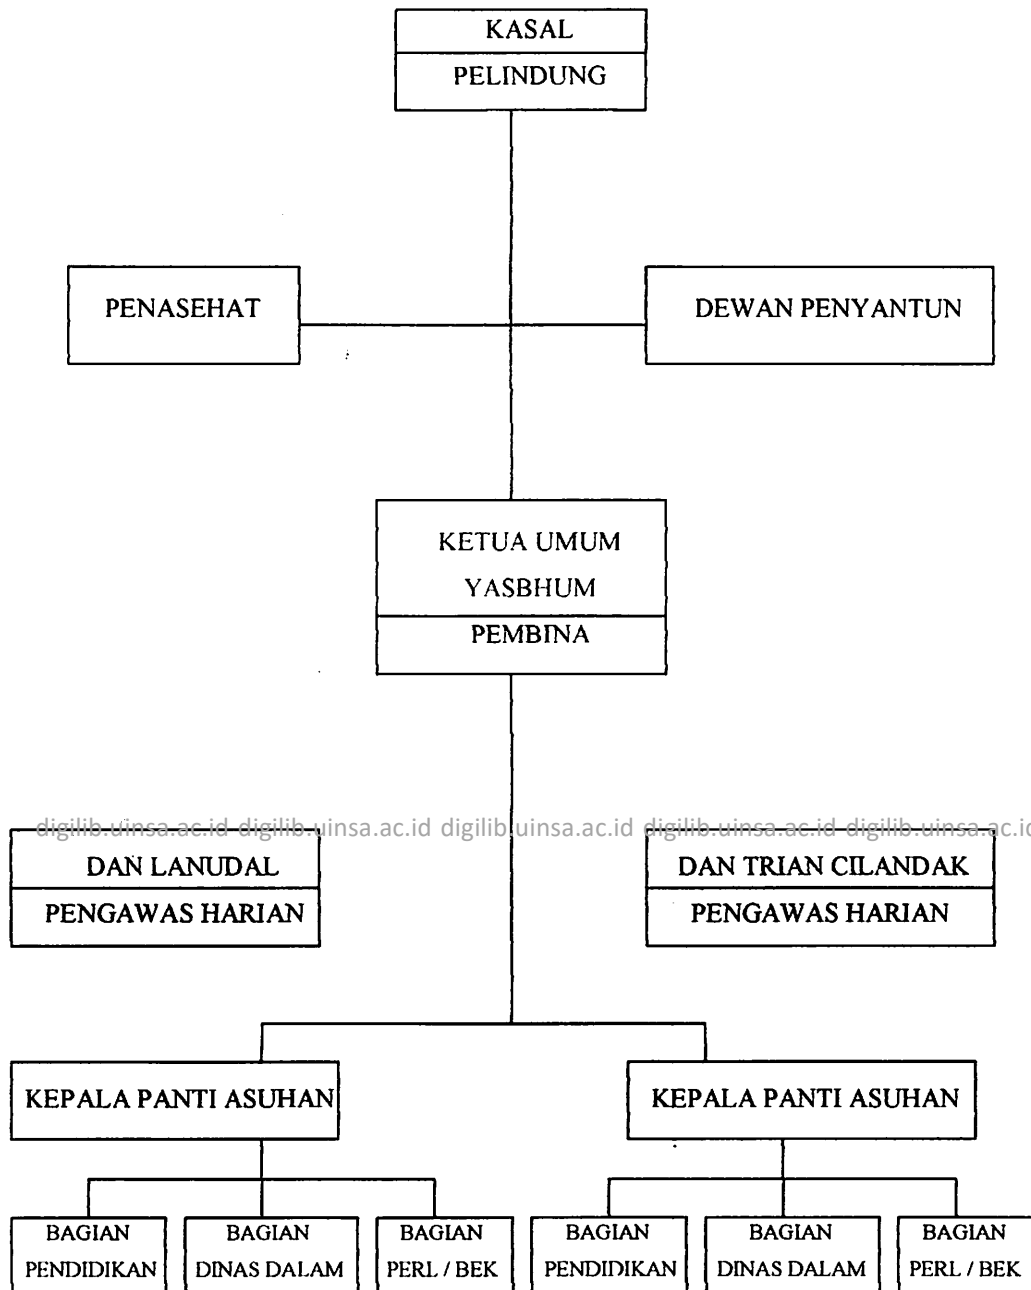 KASAL
PELINDUNG
PENASEHAT
DEWAN PENYANTUN
KETUA UMUM
YASBHUM
PEMBINA
digilib.uinsa.ac.id digilib.uinsa.ac.id digilib.uinsa.ac.id digilib.uinsa.ac.id digilib.uinsa.ac.id
DAN LANUDAL
PENGAWAS HARIAN
DAN TRIAN CILANDAK
PENGAWAS HARIAN
KEPALA PANTI ASUHAN
KEPALA PANTI ASUHAN
BAGIAN
PENDIDIKAN
BAGIAN
DINAS DALAM
BAGIAN
PERL / BEK
BAGIAN
PENDIDIKAN
BAGIAN
DINAS DALAM
BAGIAN
PERL / BEK